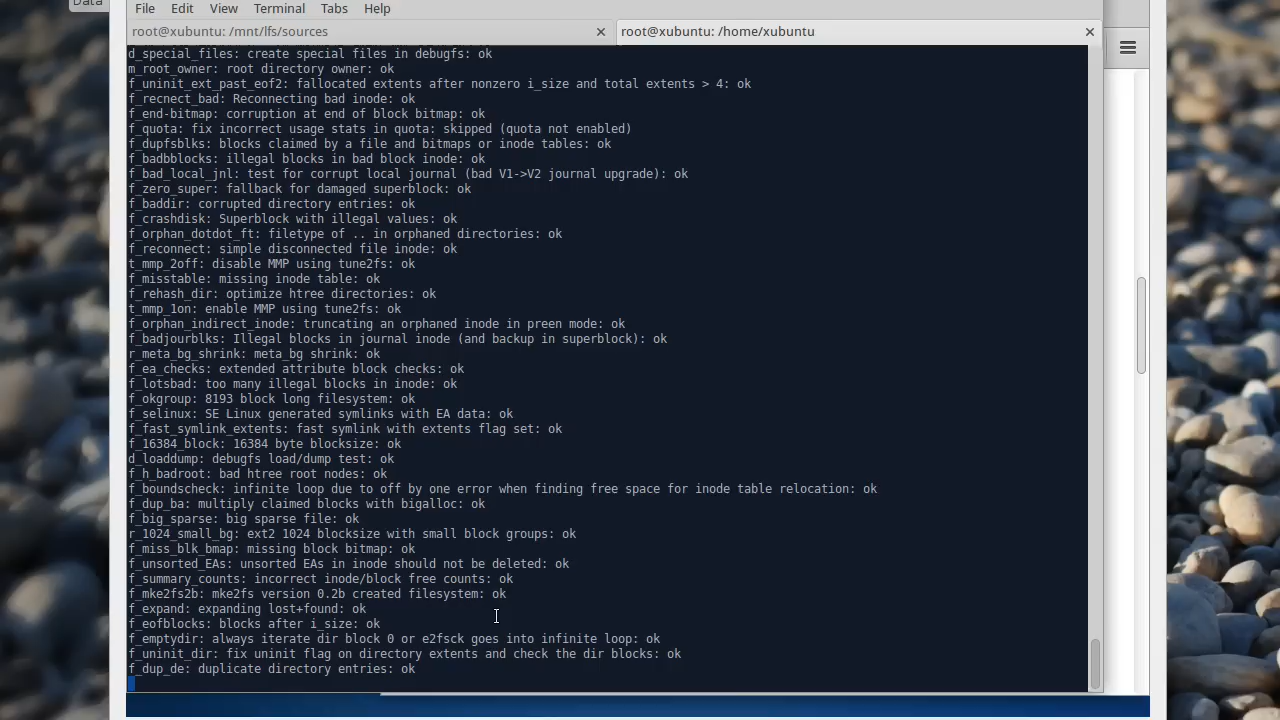 Data
File Edit View Terminal Tabs Help
root@xubuntu: /mnt/lfs/sources
root@xubuntu: /home/xubuntu
d_special_files: create special files in debugfs: ok
m_root_owner: root directory owner: ok
f_uninit_ext_past_eof2: fallocated extents after nonzero i_size and total extents > 4: ok
f_recnect_bad: Reconnecting bad inode: ok
f_end-bitmap: corruption at end of block bitmap: ok
f_quota: fix incorrect usage stats in quota: skipped (quota not enabled)
f_dupfsblks: blocks claimed by a file and bitmaps or inode tables: ok
f_badbblocks: illegal blocks in bad block inode: ok
f_bad_local_jnl: test for corrupt local journal (bad V1->V2 journal upgrade): ok
f_zero_super: fallback for damaged superblock: ok
f_baddir: corrupted directory entries: ok
f_crashdisk: Superblock with illegal values: ok
f_orphan_dotdot_ft: filetype of .. in orphaned directories: ok
f_reconnect: simple disconnected file inode: ok
t_mmp_2off: disable MMP using tune2fs: ok
f_misstable: missing inode table: ok
f_rehash_dir: optimize htree directories: ok
t_mmp_1on: enable MMP using tune2fs: ok
f_orphan_indirect_inode: truncating an orphaned inode in preen mode: ok
f_badjourblks: Illegal blocks in journal inode (and backup in superblock): ok
r_meta_bg_shrink: meta_bg shrink: ok
f_ea_checks: extended attribute block checks: ok
f_lotsbad: too many illegal blocks in inode: ok
f_okgroup: 8193 block long filesystem: ok
f_selinux: SE Linux generated symlinks with EA data: ok
f_fast_symlink_extents: fast symlink with extents flag set: ok
f_16384_block: 16384 byte blocksize: ok
d_loaddump: debugfs load/dump test: ok
f_h_badroot: bad htree root nodes: ok
f_boundscheck: infinite loop due to off by one error when finding free space for inode table relocation: ok
f_dup_ba: multiply claimed blocks with bigalloc: ok
f_big_sparse: big sparse file: ok
r_1024_small_bg: ext2 1024 blocksize with small block groups: ok
f_miss_blk_bmap: missing block bitmap: ok
f_unsorted_EAs: unsorted EAs in inode should not be deleted: ok
f_summary_counts: incorrect inode/block free counts: ok
f_mke2fs2b: mke2fs version 0.2b created filesystem: ok
f_expand: expanding lost+found: ok
f_eofblocks: blocks after i_size: ok
f_emptydir: always iterate dir block 0 or e2fsck goes into infinite loop: ok
f_uninit_dir: fix uninit flag on directory extents and check the dir blocks: ok
f_dup_de: duplicate directory entries: ok